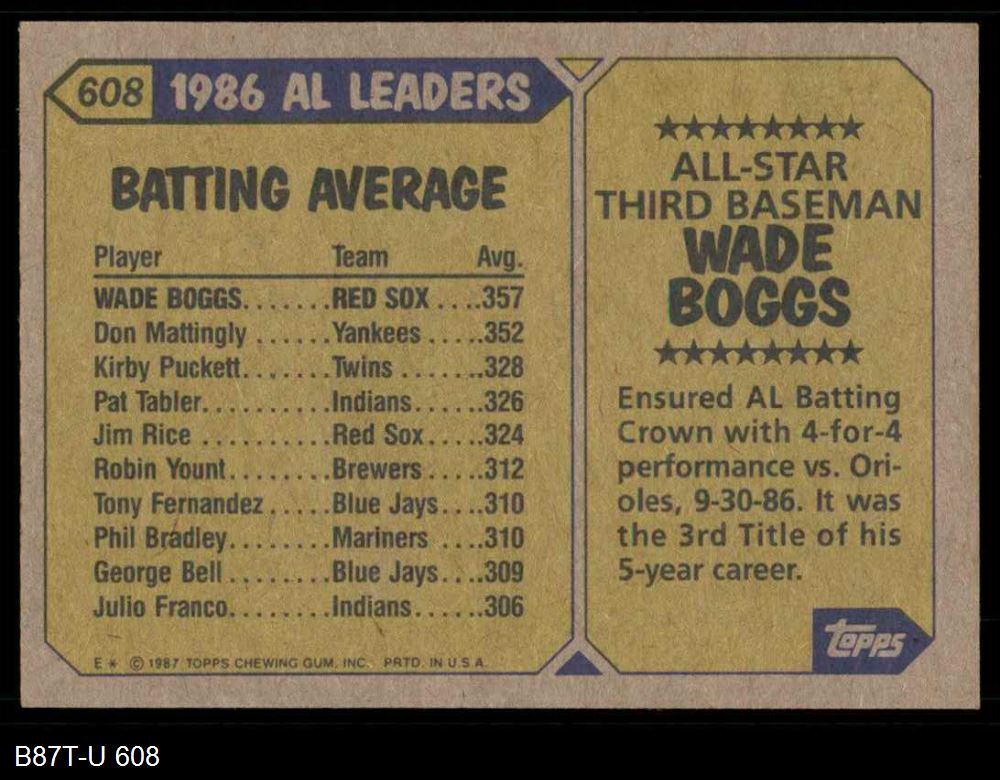 608 1986 AL LEADERS
BATTING AVERAGE
Player Team Avg.
WADE BOGGS.......RED SOX ....357
Don Mattingly ......Yankees .....352
Kirby Puckett.......Twins .......328
Pat Tabler..........Indians......326
Jim Rice ..........Red Sox.....324
Robin Yount........Brewers .....312
Tony Fernandez .....Blue Jays....310
Phil Bradley........Mariners ....310
George Bell ........Blue Jays....309
Julio Franco........Indians......306
E * © 1987 TOPPS CHEWING GUM, INC. PRTD. IN U.S.A.
★★★★★★★★
ALL-STAR
THIRD BASEMAN
WADE
BOGGS
★★★★★★★★
Ensured AL Batting
Crown with 4-for-4
performance vs. Ori-
oles, 9-30-86. It was
the 3rd Title of his
5-year career.
topps
B87T-U 608